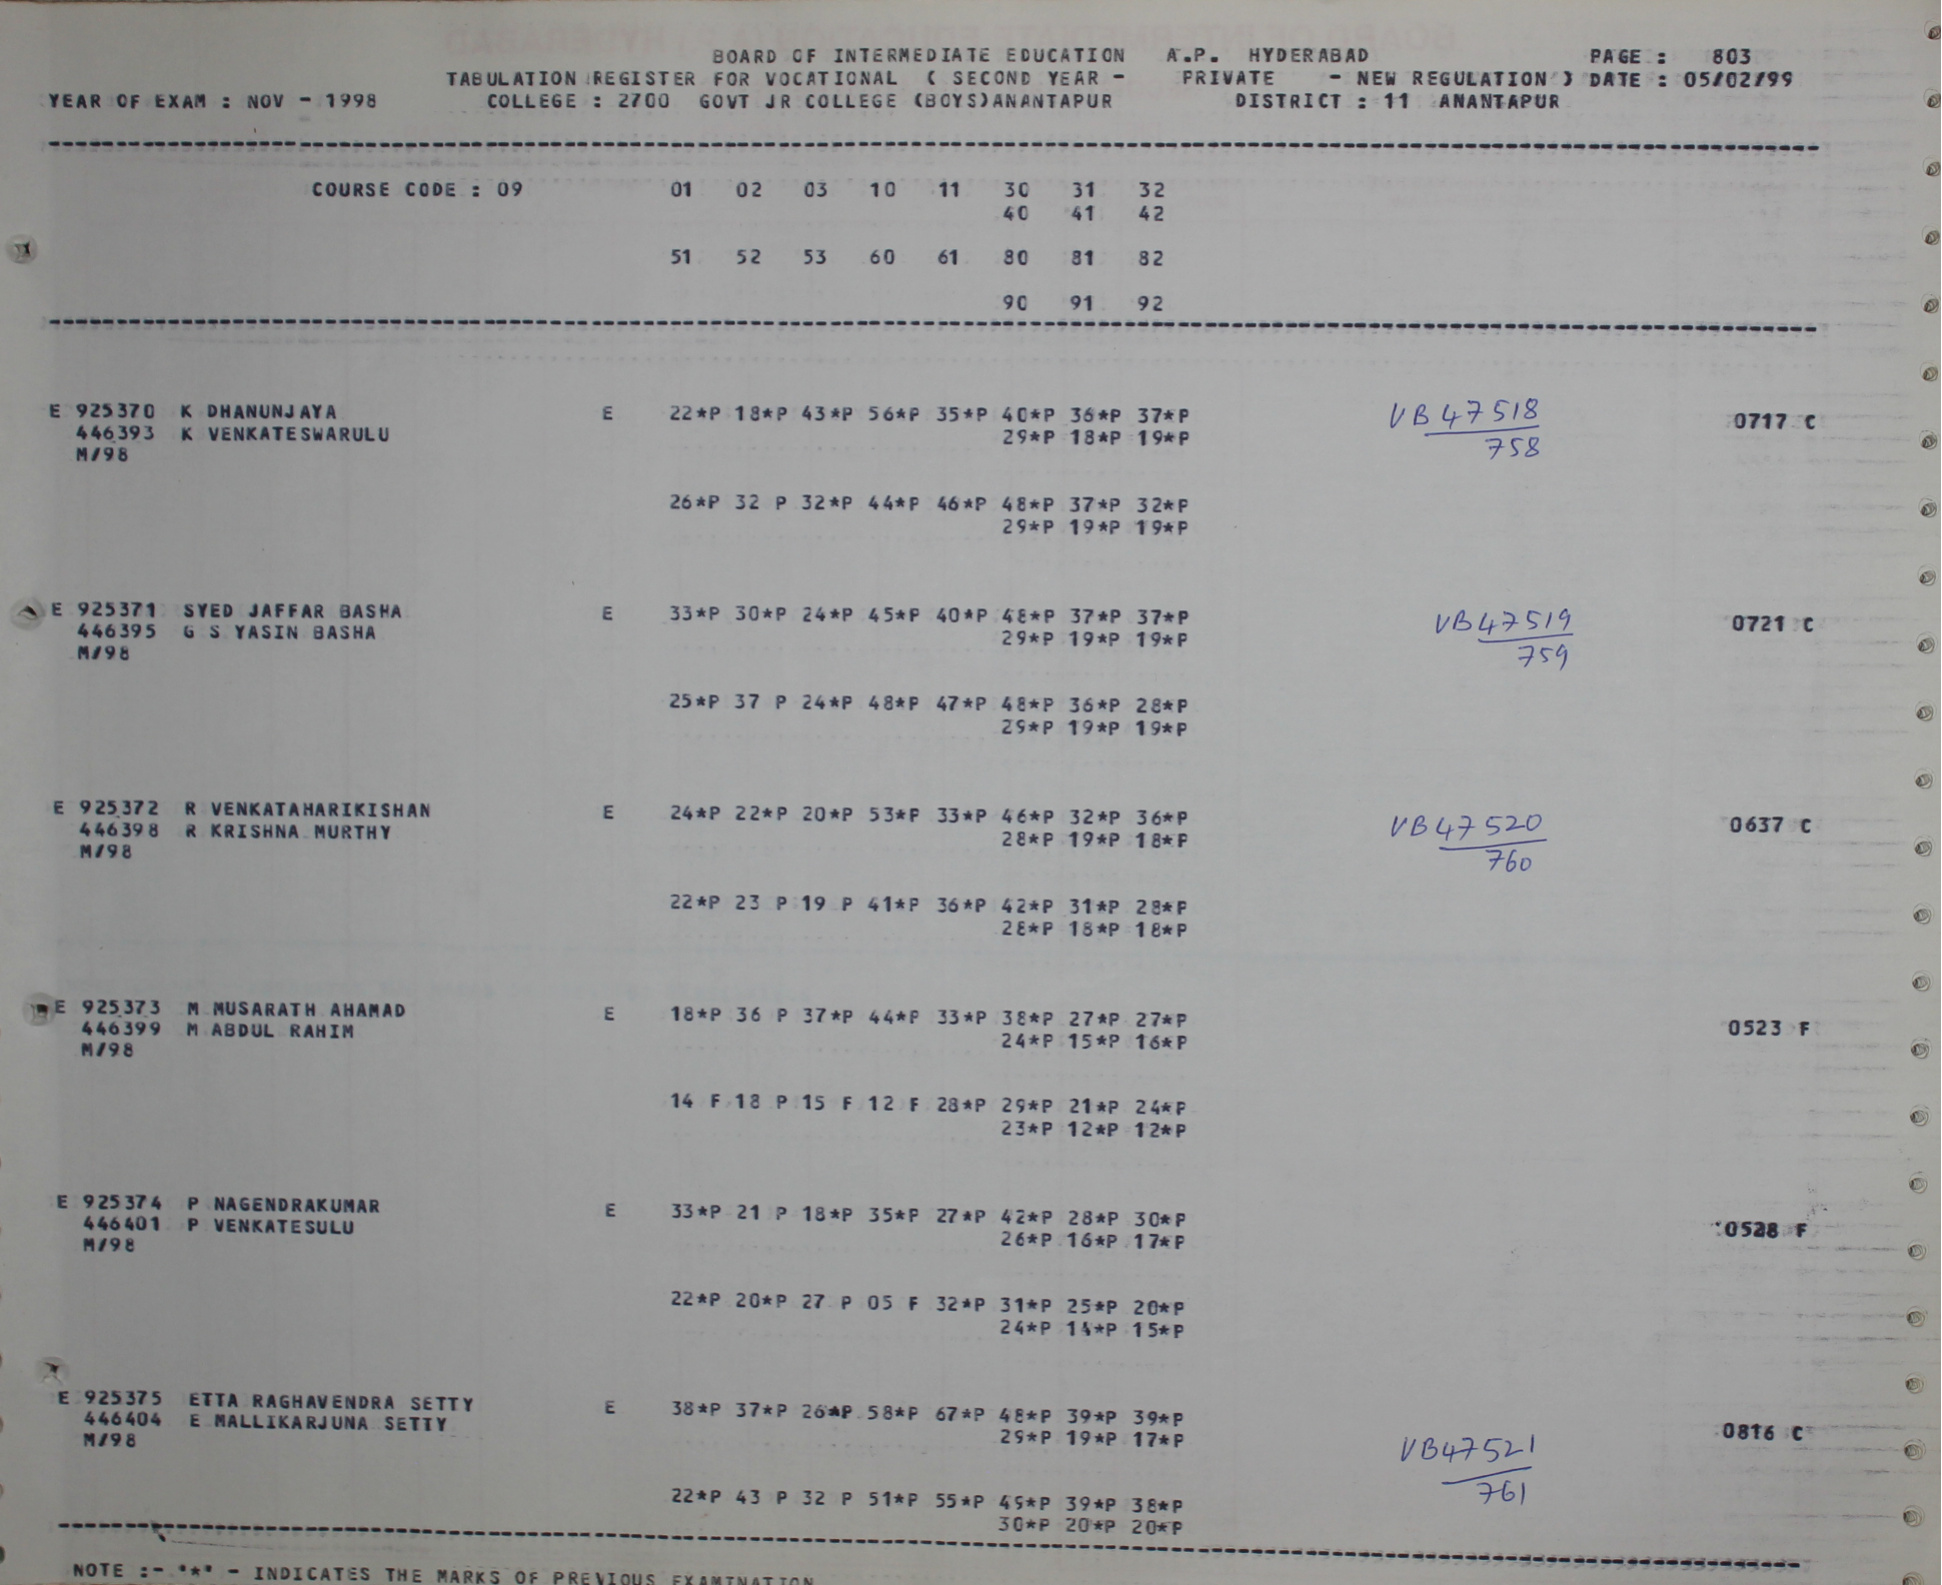 BOARD OF INTERMEDIATE EDUCATION A.P. HYDERABAD PAGE : 803
TABULATION REGISTER FOR VOCATIONAL ( SECOND YEAR - PRIVATE - NEW REGULATION ) DATE : 05/02/99
YEAR OF EXAM : NOV - 1998 COLLEGE : 2700 GOVT JR COLLEGE (BOYS)ANANTAPUR DISTRICT : 11 ANANTAPUR
COURSE CODE : 09 01 02 03 10 11 30 31 32
40 41 42
51 52 53 60 61 80 81 82
90 91 92
E 925370 K DHANUNJAYA E 22*P 18*P 43*P 56*P 35*P 40*P 36*P 37*P VB47518 0717 C
446393 K VENKATESWARULU 29*P 18*P 19*P 758
M/98
26*P 32 P 32*P 44*P 46*P 48*P 37*P 32*P
29*P 19*P 19*P
E 925371 SYED JAFFAR BASHA E 33*P 30*P 24*P 45*P 40*P 48*P 37*P 37*P VB47519 0721 C
446395 G S YASIN BASHA 29*P 19*P 19*P 759
M/98
25*P 37 P 24*P 48*P 47*P 48*P 36*P 28*P
29*P 19*P 19*P
E 925372 R VENKATAHARIKISHAN E 24*P 22*P 20*P 53*P 33*P 46*P 32*P 36*P VB47520 0637 C
446398 R KRISHNA MURTHY 28*P 19*P 18*P 760
M/98
22*P 23 P 19 P 41*P 36*P 42*P 31*P 28*P
28*P 18*P 18*P
E 925373 M MUSARATH AHAMAD E 18*P 36 P 37*P 44*P 33*P 38*P 27*P 27*P 0523 F
446399 M ABDUL RAHIM 24*P 15*P 16*P
M/98
14 F 18 P 15 F 12 F 28*P 29*P 21*P 24*P
23*P 12*P 12*P
E 925374 P NAGENDRAKUMAR E 33*P 21 P 18*P 35*P 27*P 42*P 28*P 30*P 0528 F
446401 P VENKATESULU 26*P 16*P 17*P
M/98
22*P 20*P 27 P 05 F 32*P 31*P 25*P 20*P
24*P 14*P 15*P
E 925375 ETTA RAGHAVENDRA SETTY E 38*P 37*P 26*P 58*P 67*P 48*P 39*P 39*P 0816 C
446404 E MALLIKARJUNA SETTY 29*P 19*P 17*P VB47521
M/98 761
22*P 43 P 32 P 51*P 55*P 49*P 39*P 38*P
30*P 20*P 20*P
NOTE :- "*" - INDICATES THE MARKS OF PREVIOUS EXAMINATION